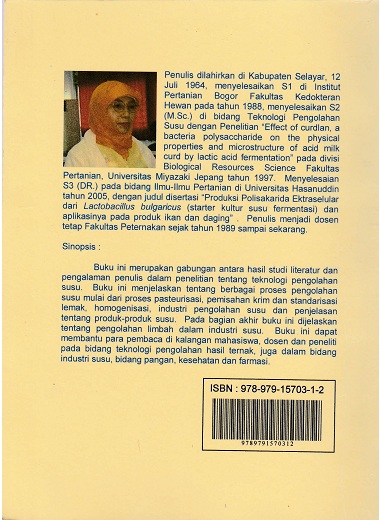 Penulis dilahirkan di Kabupaten Selayar, 12
Juli 1964, menyelesaikan S1 di Institut
Pertanian Bogor Fakultas Kedokteran
Hewan pada tahun 1988, menyelesaikan S2
(M.Sc.) di bidang Teknologi Pengolahan
Susu dengan Penelitian "Effect of curdlan, a
bacteria polysaccharide on the physical
properties and microstructure of acid milk
curd by lactic acid fermentation" pada divisi
Biological Resources Science Fakultas
Pertanian, Universitas Miyazaki Jepang tahun 1997. Menyelesaian
S3 (DR.) pada bidang Ilmu-Ilmu Pertanian di Universitas Hasanuddin
tahun 2005, dengan judul disertasi "Produksi Polisakarida Extraselular
dari Lactobacillus bulgaricus (starter kultur susu fermentasi) dan
aplikasinya pada produk ikan dan daging" . Penulis menjadi dosen
tetap Fakultas Peternakan sejak tahun 1989 sampai sekarang.
Sinopsis :
Buku ini merupakan gabungan antara hasil studi literatur dan
pengalaman penulis dalam penelitian tentang teknologi pengolahan
susu. Buku ini menjelaskan tentang berbagai proses pengolahan
susu mulai dari proses pasteurisasi, pemisahan krim dan standarisasi
lemak, homogenisasi, industri pengolahan susu dan penjelasan
tentang produk-produk susu. Pada bagian akhir buku ini dijelaskan
tentang pengolahan limbah dalam industri susu. Buku ini dapat
membantu para pembaca di kalangan mahasiswa, dosen dan peneliti
pada bidang teknologi pengolahan hasil ternak, juga dalam bidang
industri susu, bidang pangan, kesehatan dan farmasi.
ISBN : 978-979-15703-1-2
9789791570312